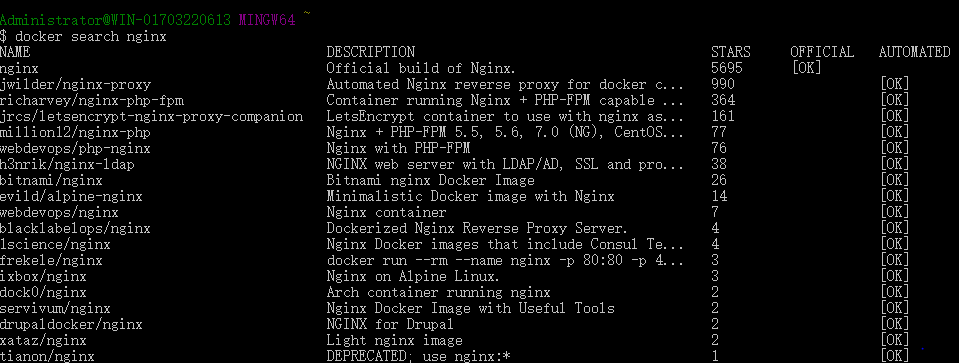 Administrator@WIN-01703220613 MINGW64 ~
$ docker search nginx
NAME DESCRIPTION STARS OFFICIAL AUTOMATED
nginx Official build of Nginx. 5695 [OK]
jwilder/nginx-proxy Automated Nginx reverse proxy for docker c... 990 [OK]
richarvey/nginx-php-fpm Container running Nginx + PHP-FPM capable ... 364 [OK]
jrcs/letsencrypt-nginx-proxy-companion LetsEncrypt container to use with nginx as... 161 [OK]
million12/nginx-php Nginx + PHP-FPM 5.5, 5.6, 7.0 (NG), CentOS... 77 [OK]
webdevops/php-nginx Nginx with PHP-FPM 76 [OK]
h3nrik/nginx-ldap NGINX web server with LDAP/AD, SSL and pro... 38 [OK]
bitnami/nginx Bitnami nginx Docker Image 26 [OK]
evild/alpine-nginx Minimalistic Docker image with Nginx 14 [OK]
webdevops/nginx Nginx container 7 [OK]
blacklabelops/nginx Dockerized Nginx Reverse Proxy Server. 4 [OK]
1science/nginx Nginx Docker images that include Consul Te... 4 [OK]
frekele/nginx docker run --rm --name nginx -p 80:80 -p 4... 3 [OK]
ixbox/nginx Nginx on Alpine Linux. 3 [OK]
dock0/nginx Arch container running nginx 2 [OK]
servivum/nginx Nginx Docker Image with Useful Tools 2 [OK]
drupaldocker/nginx NGINX for Drupal 2 [OK]
xataz/nginx Light nginx image 2 [OK]
tianon/nginx DEPRECATED; use nginx:* 1 [OK]